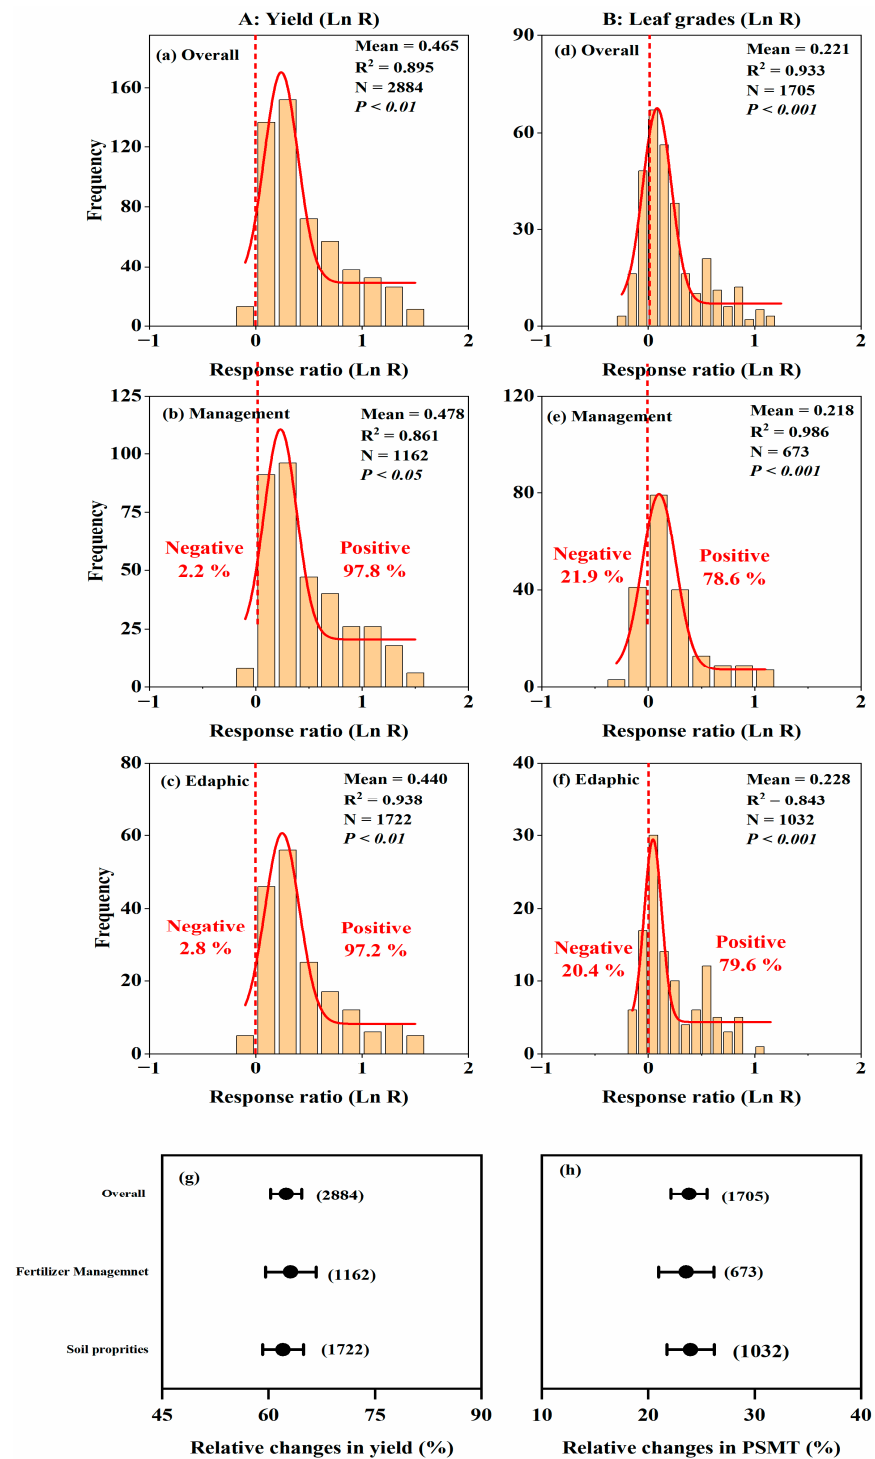 A: Yield (Ln R)
(a) Overall
Mean = 0.465
R² = 0.895
N = 2884
P < 0.01
Frequency
160
120
80
40
0
−1
0
1
2
Response ratio (Ln R)
B: Leaf grades (Ln R)
(d) Overall
Mean = 0.221
R² = 0.933
N = 1705
P < 0.001
90
60
30
0
−1
0
1
2
Response ratio (Ln R)
(b) Management
Mean = 0.478
R² = 0.861
N = 1162
P < 0.05
Negative
2.2 %
Positive
97.8 %
Frequency
125
100
75
50
25
0
−1
0
1
2
Response ratio (Ln R)
(e) Management
Mean = 0.218
R² = 0.986
N = 673
P < 0.001
Negative
21.9 %
Positive
78.6 %
120
80
40
0
−1
0
1
2
Response ratio (Ln R)
(c) Edaphic
Mean = 0.440
R² = 0.938
N = 1722
P < 0.01
Negative
2.8 %
Positive
97.2 %
Frequency
80
60
40
20
0
−1
0
1
2
Response ratio (Ln R)
(f) Edaphic
Mean = 0.228
R² − 0.843
N = 1032
P < 0.001
Negative
20.4 %
Positive
79.6 %
40
30
20
10
0
−1
0
1
2
Response ratio (Ln R)
(g)
Overall
(2884)
Fertilizer Managemnet
(1162)
Soil proprities
(1722)
45
60
75
90
Relative changes in yield (%)
(h)
(1705)
(673)
(1032)
10
20
30
40
Relative changes in PSMT (%)